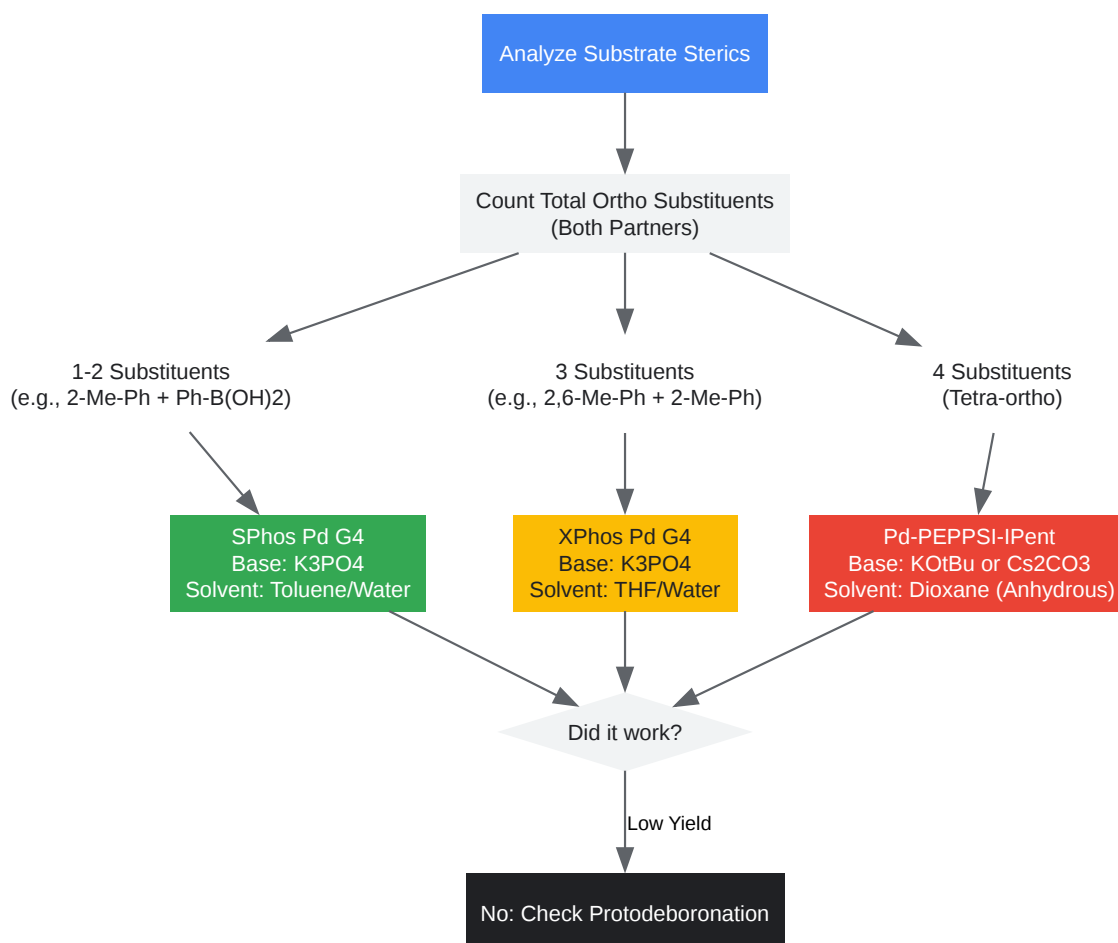 Analyze Substrate Sterics
Count Total Ortho Substituents
(Both Partners)
1-2 Substituents
(e.g., 2-Me-Ph + Ph-B(OH)2)
3 Substituents
(e.g., 2,6-Me-Ph + 2-Me-Ph)
4 Substituents
(Tetra-ortho)
SPhos Pd G4
Base: K3PO4
Solvent: Toluene/Water
XPhos Pd G4
Base: K3PO4
Solvent: THF/Water
Pd-PEPPSI-IPent
Base: KOtBu or Cs2CO3
Solvent: Dioxane (Anhydrous)
Did it work?
Low Yield
No: Check Protodeboronation